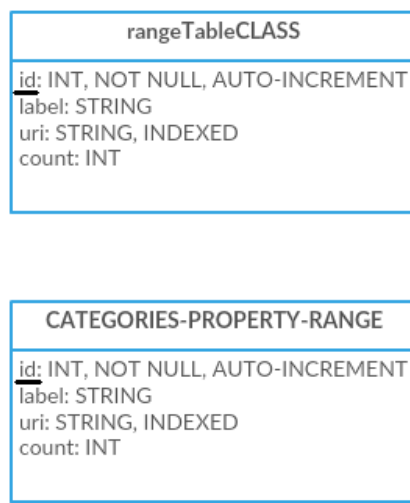 rangeTableCLASS
id: INT, NOT NULL, AUTO-INCREMENT
label: STRING
uri: STRING, INDEXED
count: INT
CATEGORIES-PROPERTY-RANGE
id: INT, NOT NULL, AUTO-INCREMENT
label: STRING
uri: STRING, INDEXED
count: INT